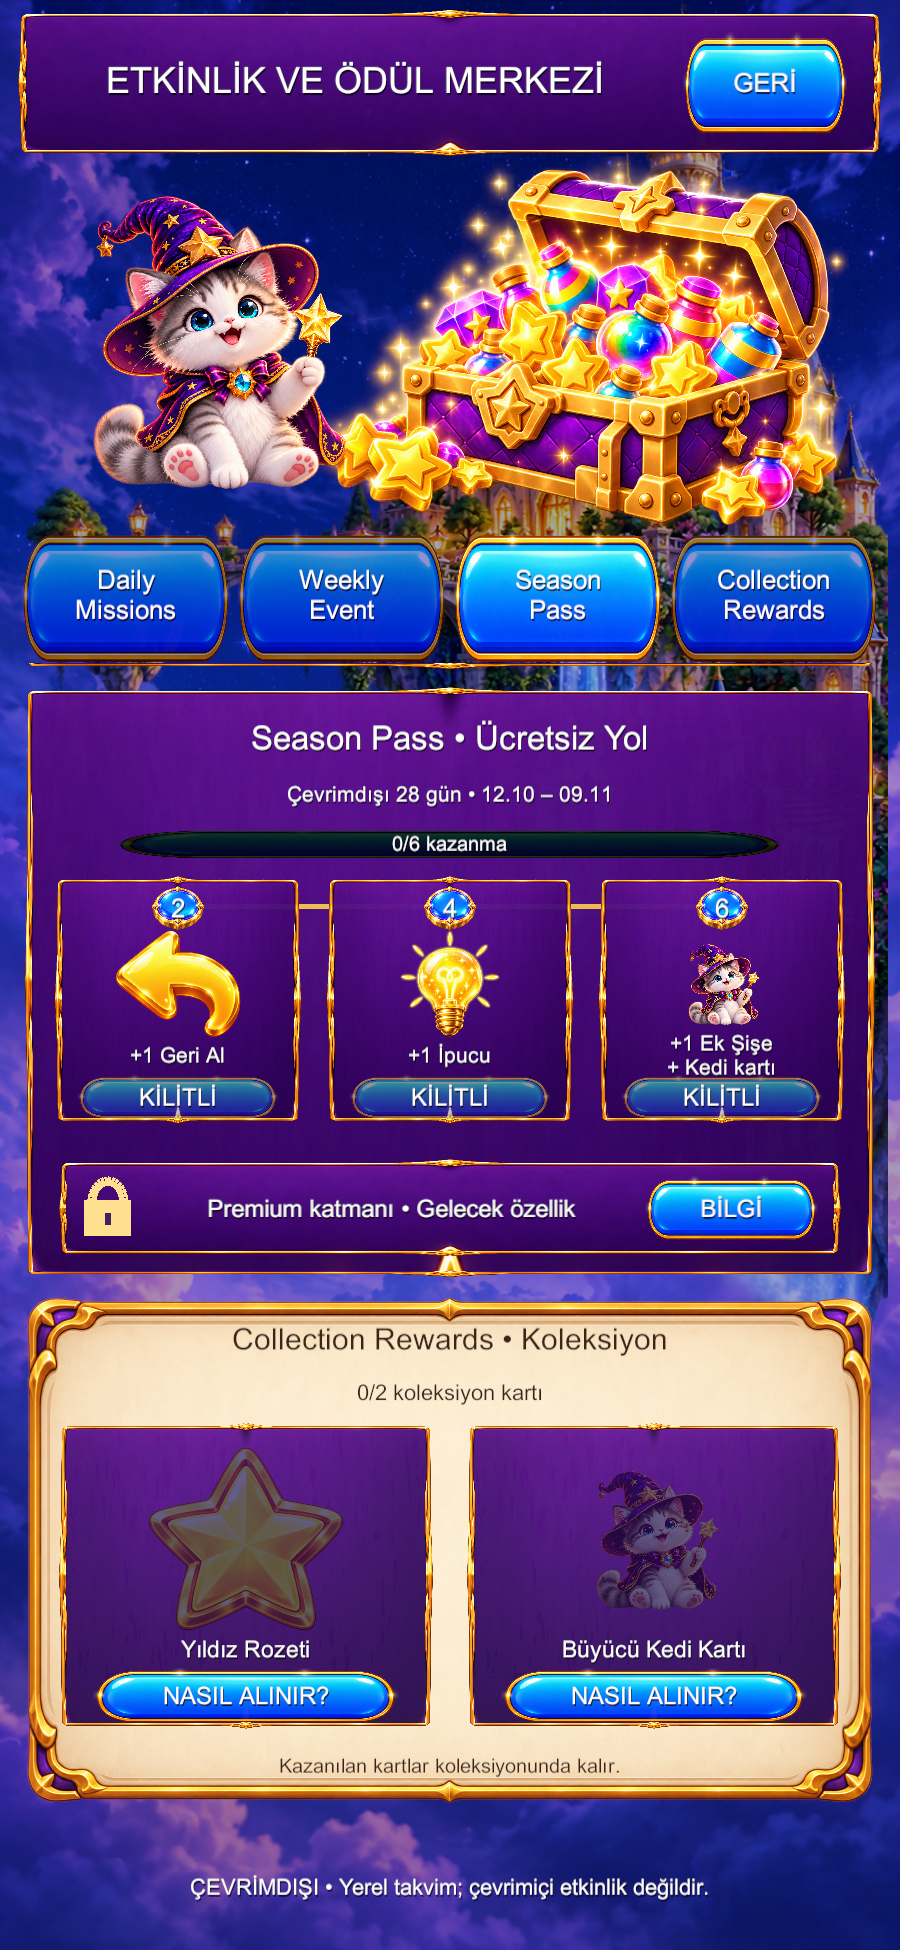 ETKİNLİK VE ÖDÜL MERKEZİ
GERİ
Daily
Missions
Weekly
Event
Season
Pass
Collection
Rewards
Season Pass • Ücretsiz Yol
Çevrimdışı 28 gün • 12.10 – 09.11
0/6 kazanma
2
4
6
+1 Geri Al
+1 İpucu
+1 Ek Şişe
+ Kedi kartı
KİLİTLİ
KİLİTLİ
KİLİTLİ
Premium katmanı • Gelecek özellik
BİLGİ
Collection Rewards • Koleksiyon
0/2 koleksiyon kartı
Yıldız Rozeti
Büyücü Kedi Kartı
NASIL ALINIR?
NASIL ALINIR?
Kazanılan kartlar koleksiyonunda kalır.
ÇEVRİMDIŞI • Yerel takvim; çevrimiçi etkinlik değildir.